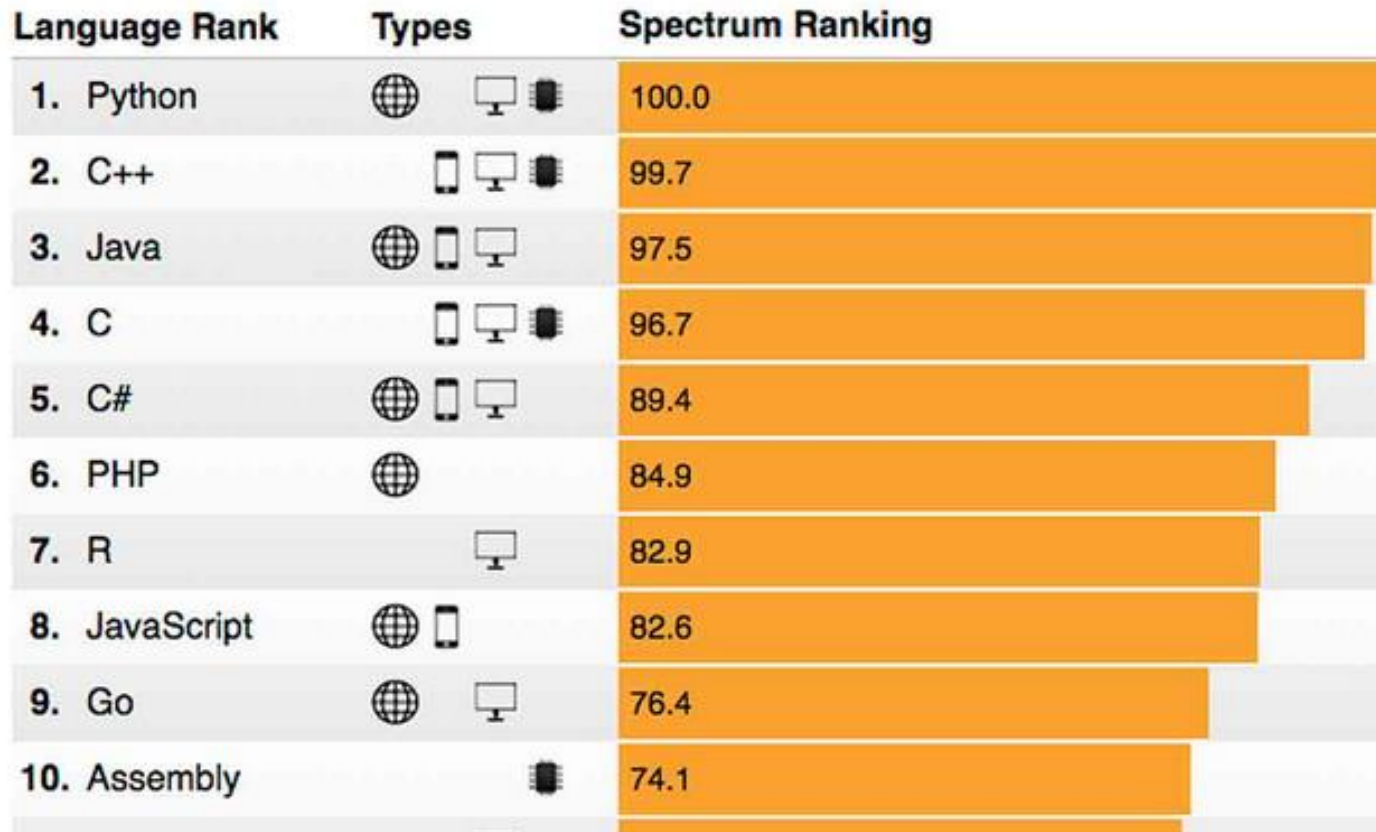 Language Rank Types Spectrum Ranking
1. Python 100.0
2. C++ 99.7
3. Java 97.5
4. C 96.7
5. C# 89.4
6. PHP 84.9
7. R 82.9
8. JavaScript 82.6
9. Go 76.4
10. Assembly 74.1